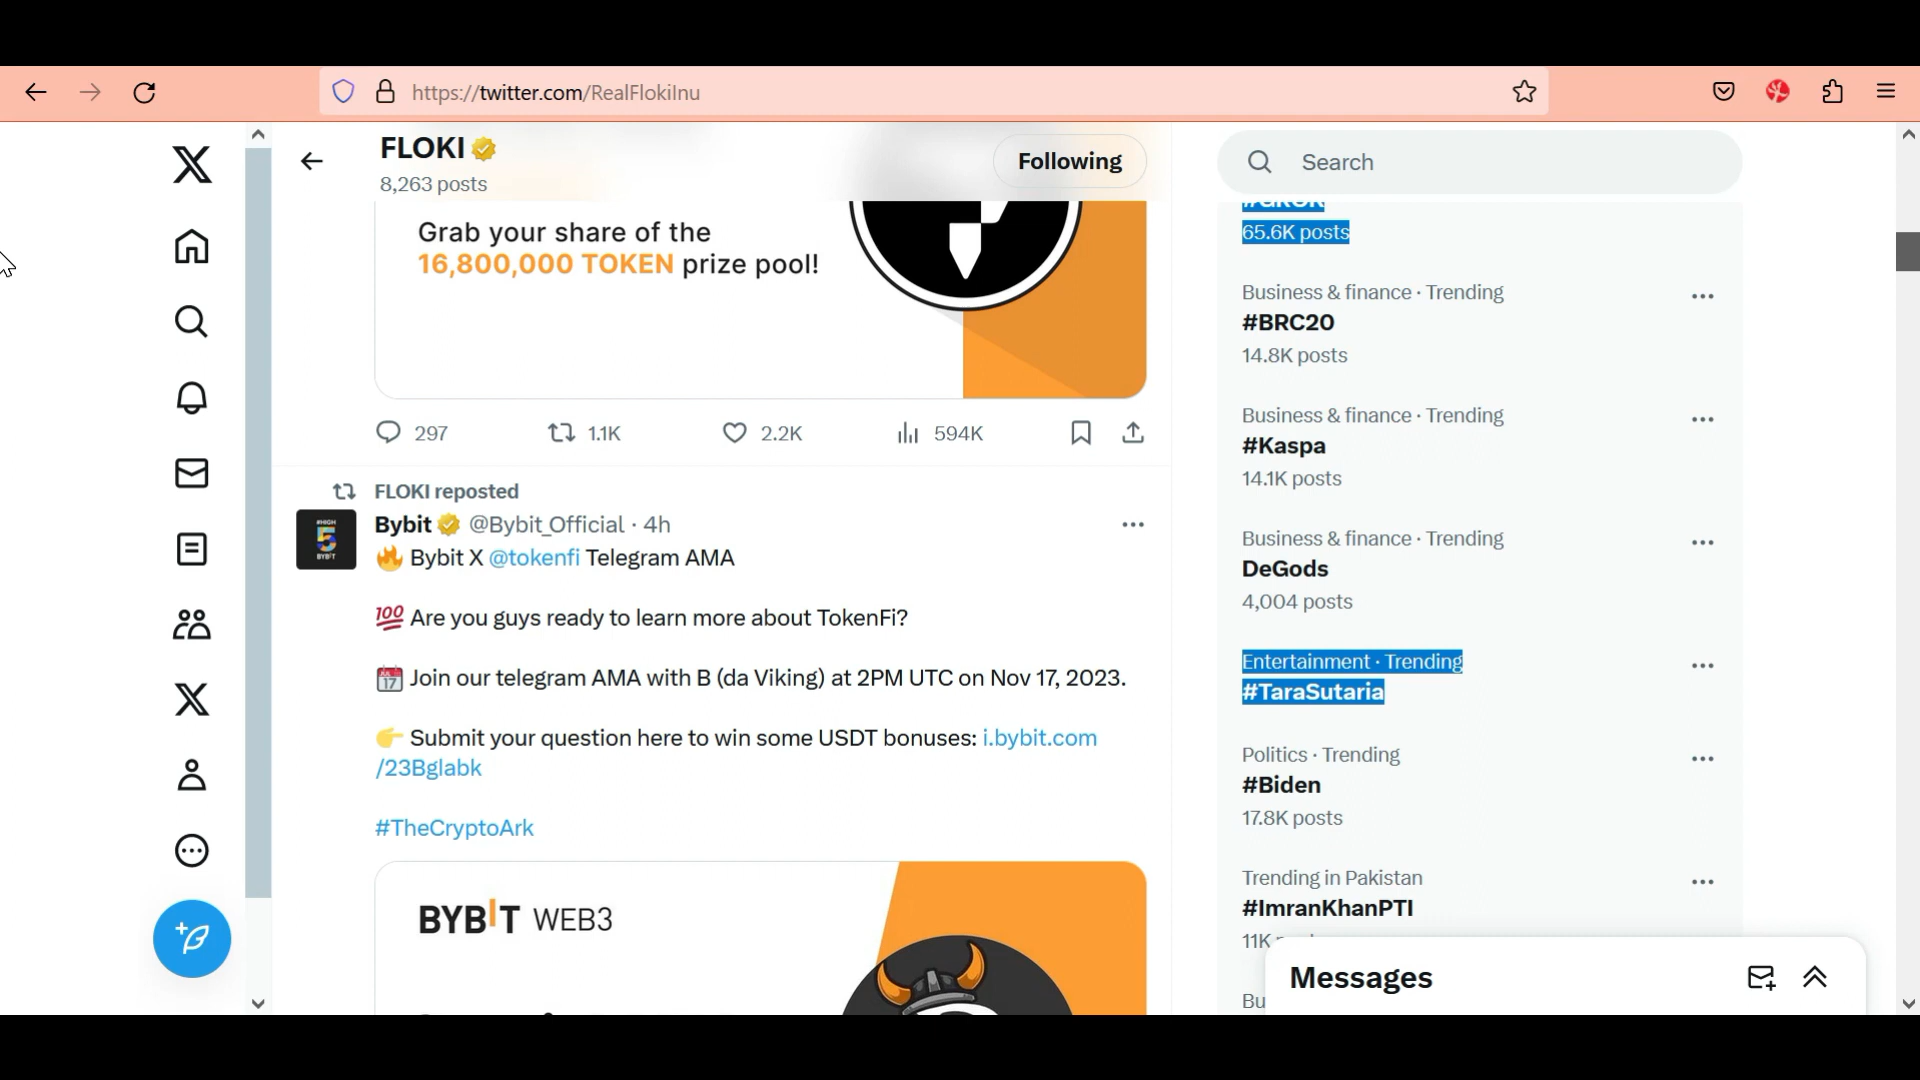 https://twitter.com/RealFlokiInu
FLOKI
8,263 posts
Following
Search
Grab your share of the
16,800,000 TOKEN prize pool!
297
1.1K
2.2K
594K
FLOKI reposted
#HIGH
5
BYBIT
Bybit @Bybit_Official · 4h
🔥 Bybit X @tokenfi Telegram AMA
💯 Are you guys ready to learn more about TokenFi?
📅 Join our telegram AMA with B (da Viking) at 2PM UTC on Nov 17, 2023.
👉 Submit your question here to win some USDT bonuses: i.bybit.com
/23Bglabk
#TheCryptoArk
BYBIT WEB3
65.6K posts
Business & finance · Trending
#BRC20
14.8K posts
Business & finance · Trending
#Kaspa
14.1K posts
Business & finance · Trending
DeGods
4,004 posts
Entertainment · Trending
#TaraSutaria
Politics · Trending
#Biden
17.8K posts
Trending in Pakistan
#ImranKhanPTI
11K
Bu
Messages